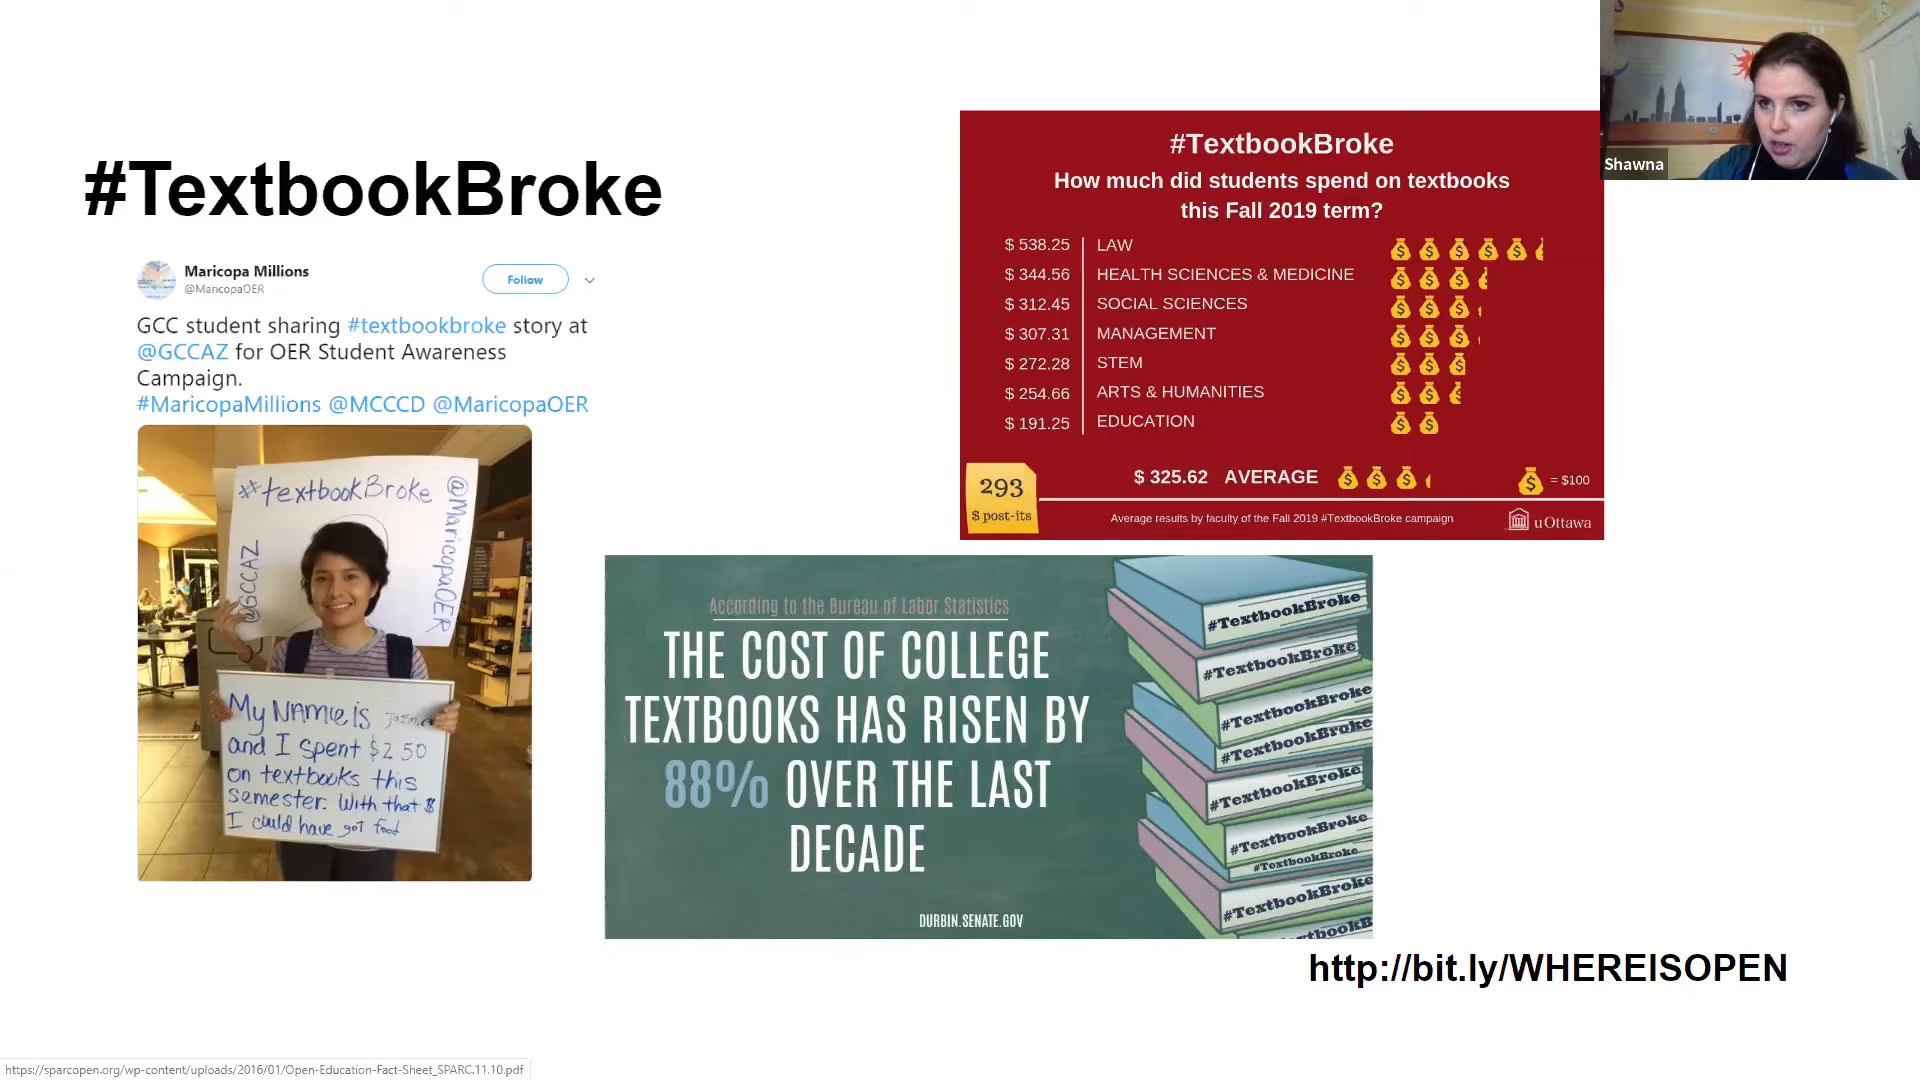 #TextbookBroke
Maricopa Millions
@MaricopaOER
Follow
GCC student sharing #textbookbroke story at
@GCCAZ for OER Student Awareness
Campaign.
#MaricopaMillions @MCCCD @MaricopaOER
#textbookBroke
@MaricopaOER
@GCCAZ
My NAMe is
and I spent $250
on textbooks this
semester. With that $
I could have got food
#TextbookBroke
How much did students spend on textbooks
this Fall 2019 term?
$ 538.25 LAW
$ 344.56 HEALTH SCIENCES & MEDICINE
$ 312.45 SOCIAL SCIENCES
$ 307.31 MANAGEMENT
$ 272.28 STEM
$ 254.66 ARTS & HUMANITIES
$ 191.25 EDUCATION
$ 325.62 AVERAGE
= $100
293
$ post-its
Average results by faculty of the Fall 2019 #TextbookBroke campaign
uOttawa
Shawna
According to the Bureau of Labor Statistics
THE COST OF COLLEGE
TEXTBOOKS HAS RISEN BY
88% OVER THE LAST
DECADE
DURBIN.SENATE.GOV
#TextbookBroke
#TextbookBroke
#TextbookBroke
#TextbookBroke
#TextbookBroke
#TextbookBroke
#TextbookBroke
#TextbookBroke
http://bit.ly/WHEREISOPEN
https://sparcopen.org/wp-content/uploads/2016/01/Open-Education-Fact-Sheet_SPARC.11.10.pdf